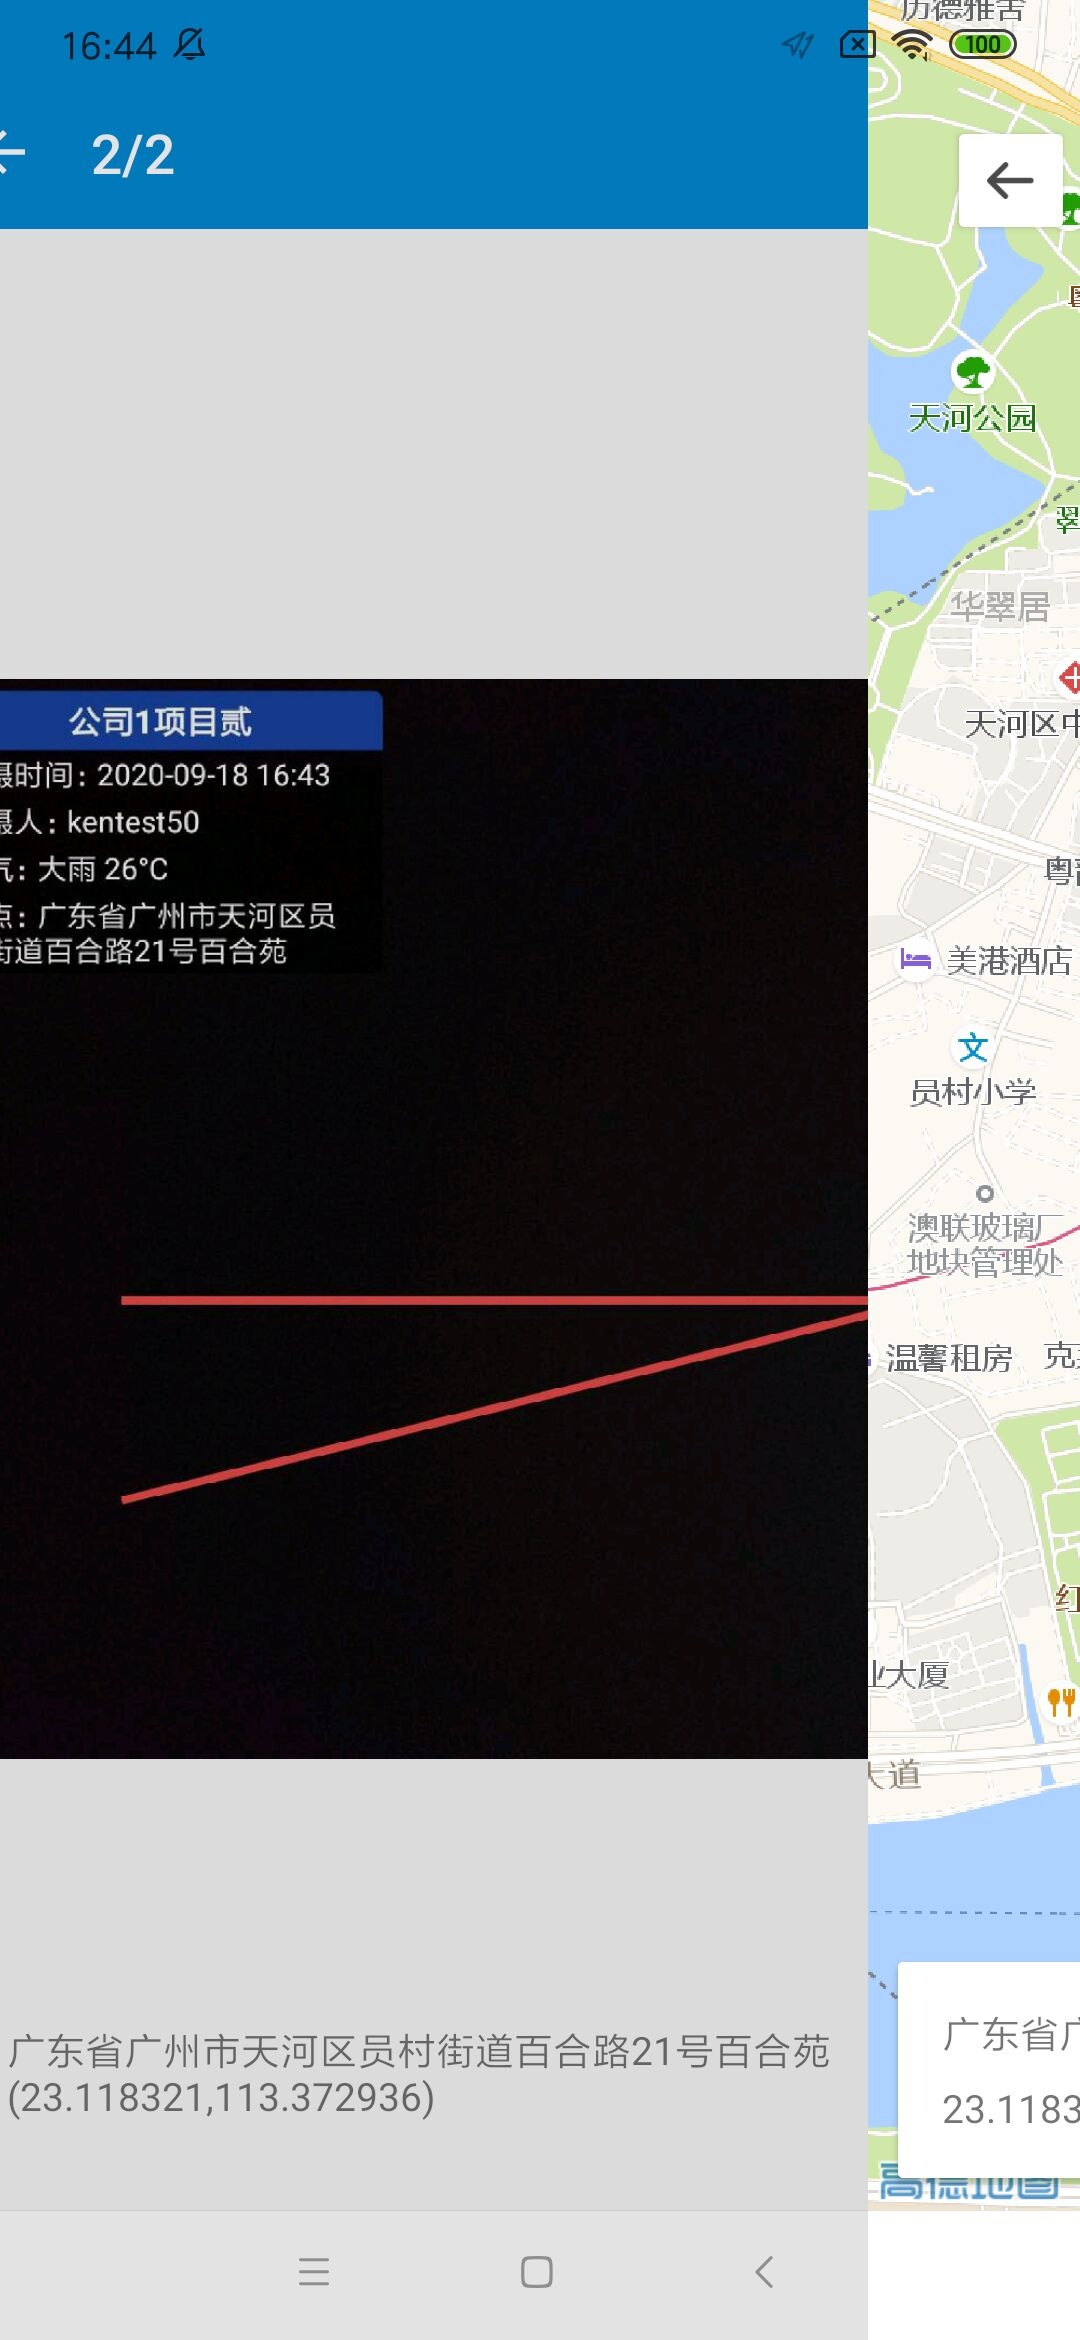 16:44
100
2/2
公司1项目贰
摄时间：2020-09-18 16:43
摄人：kentest50
气：大雨 26°C
点：广东省广州市天河区员
街道百合路21号百合苑
广东省广州市天河区员村街道百合路21号百合苑
(23.118321,113.372936)
历德雅舍
天河公园
翠
华翠居
天河区中
粤
美港酒店
文
员村小学
澳联玻璃厂
地块管理处
温馨租房
克
红
业大厦
大道
广东省广
23.1183
高德地图